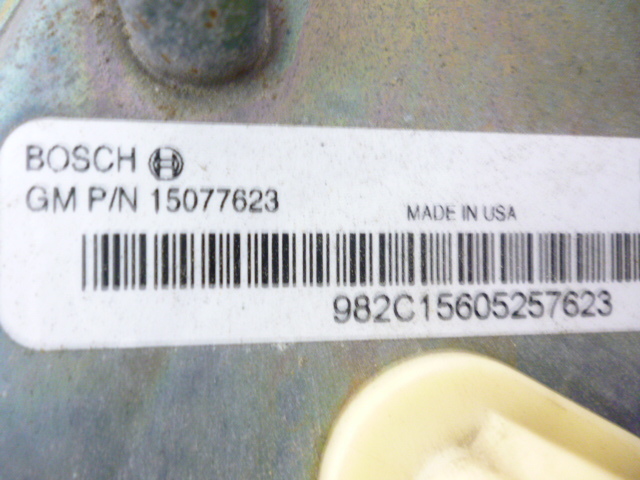 BOSCH
GM P/N 15077623
MADE IN USA
982C15605257623